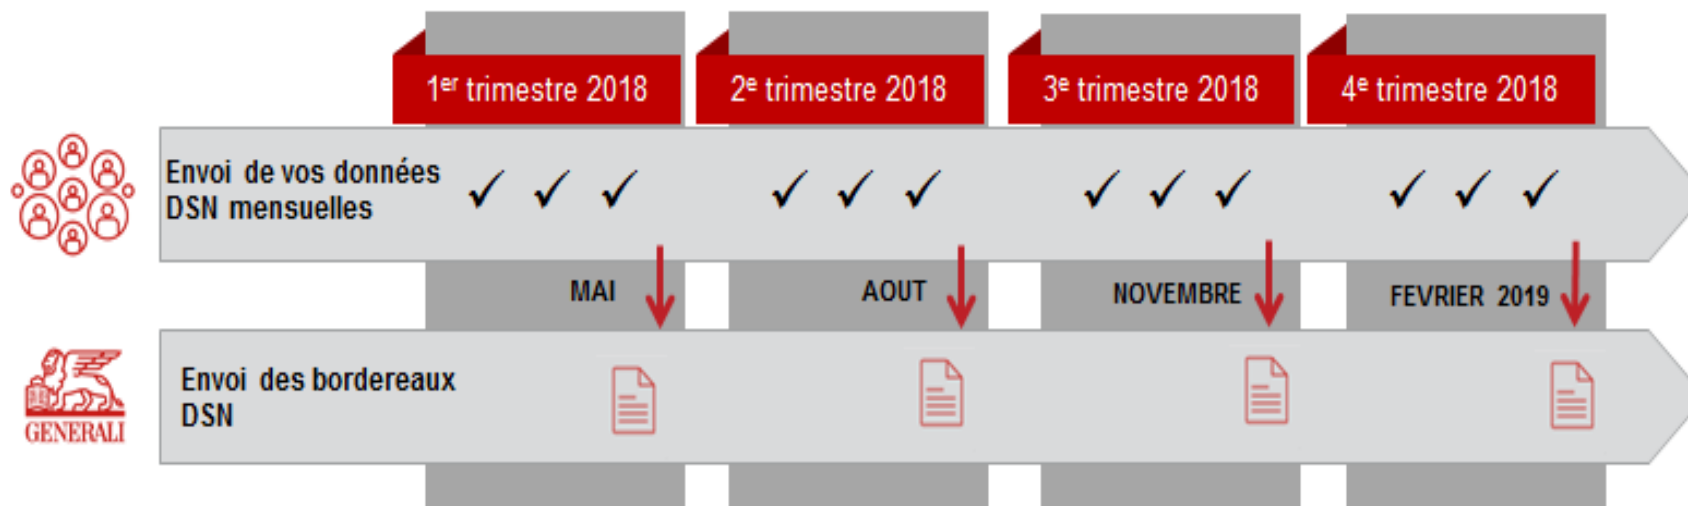 1er trimestre 2018
2e trimestre 2018
3e trimestre 2018
4e trimestre 2018
Envoi de vos données
DSN mensuelles
MAI
AOUT
NOVEMBRE
FEVRIER 2019
Envoi des bordereaux
DSN
GENERALI